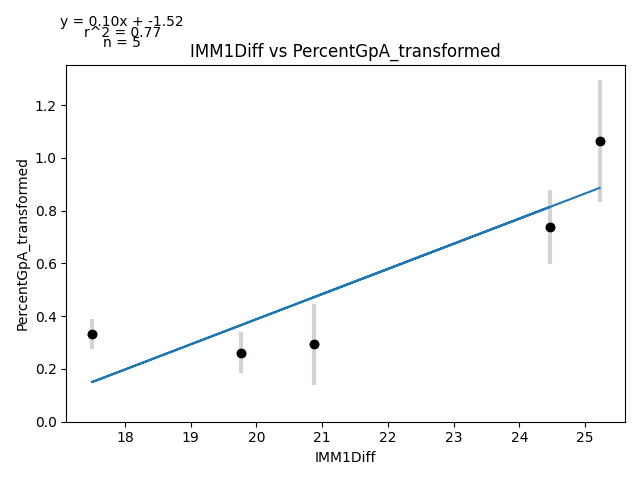 y = 0.10x + -1.52
r^2 = 0.77
n = 5
IMM1Diff vs PercentGpA_transformed
PercentGpA_transformed
1.2
1.0
0.8
0.6
0.4
0.2
0.0
18 19 20 21 22 23 24 25
IMM1Diff